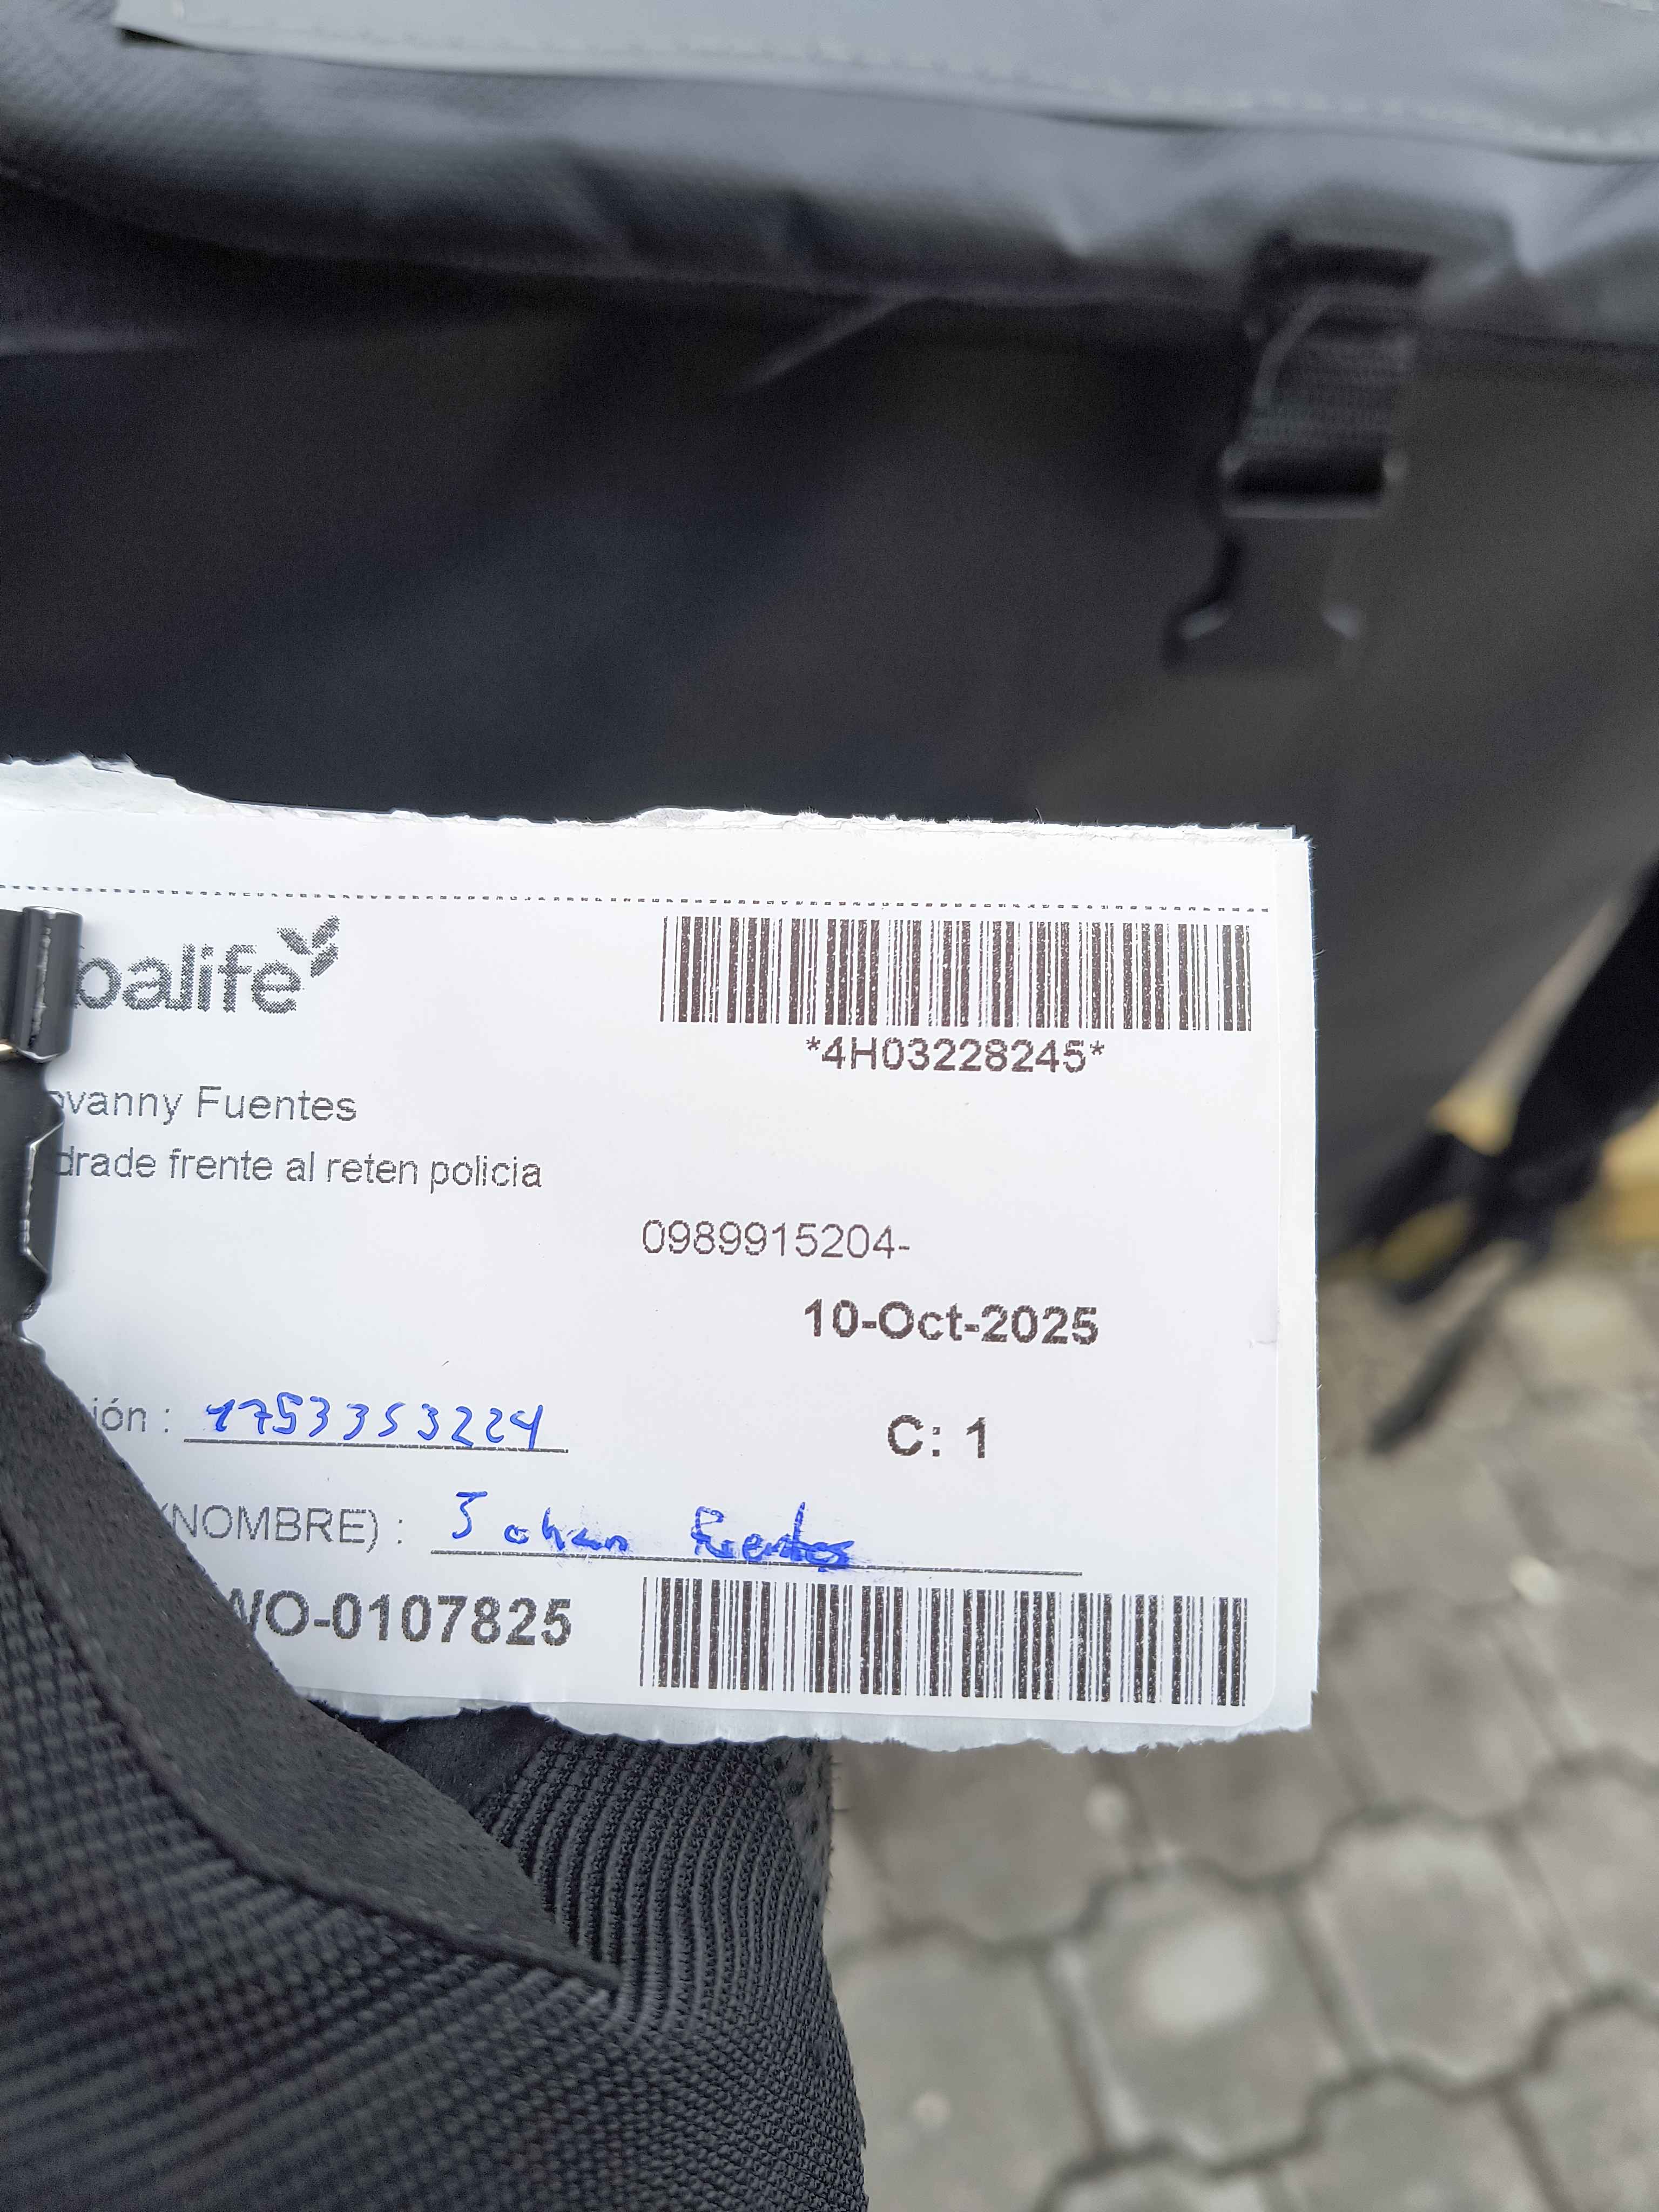 balife
*4H03228245*
ovanny Fuentes
drade frente al reten policia
0989915204-
10-Oct-2025
ión : 1753353224
C: 1
(NOMBRE) : Johan Fuentes
WO-0107825